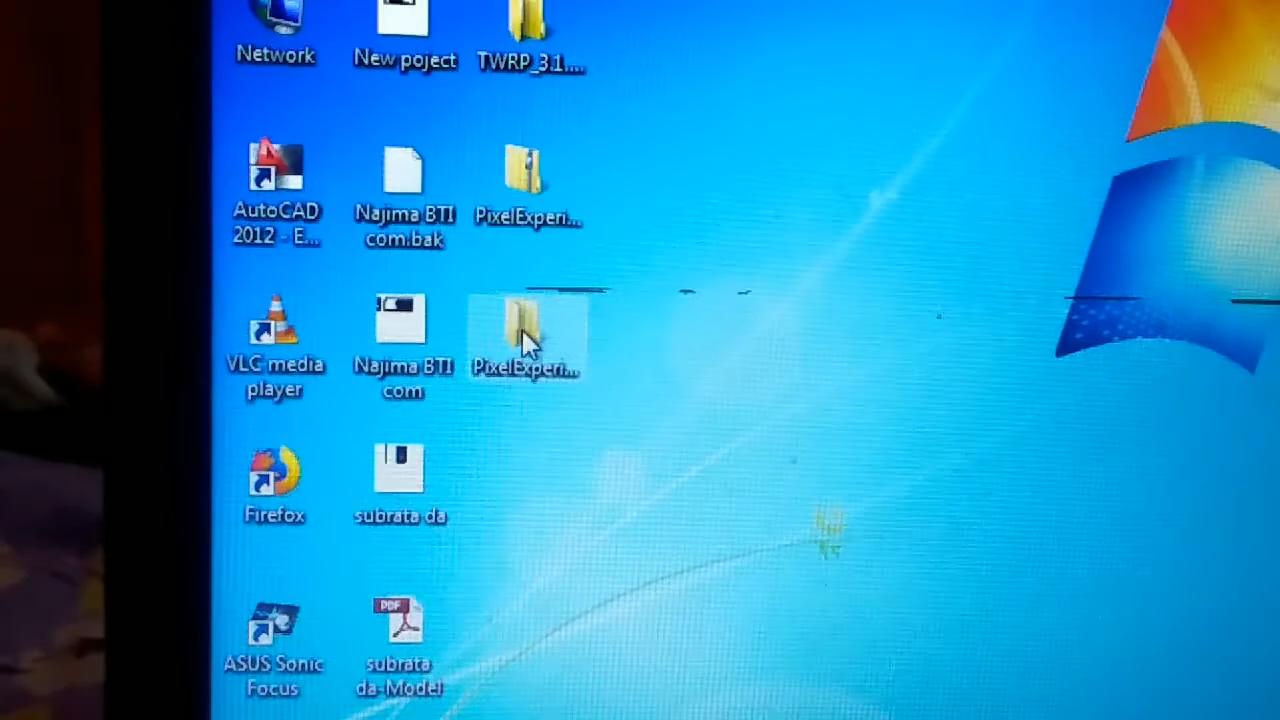 Network
New poject
TWRP_3.1....
AutoCAD
2012 - E...
Najima BTI
com.bak
PixelExperi...
VLC media
player
Najima BTI
com
PixelExperi...
Firefox
subrata da
ASUS Sonic
Focus
PDF
subrata
da-Model